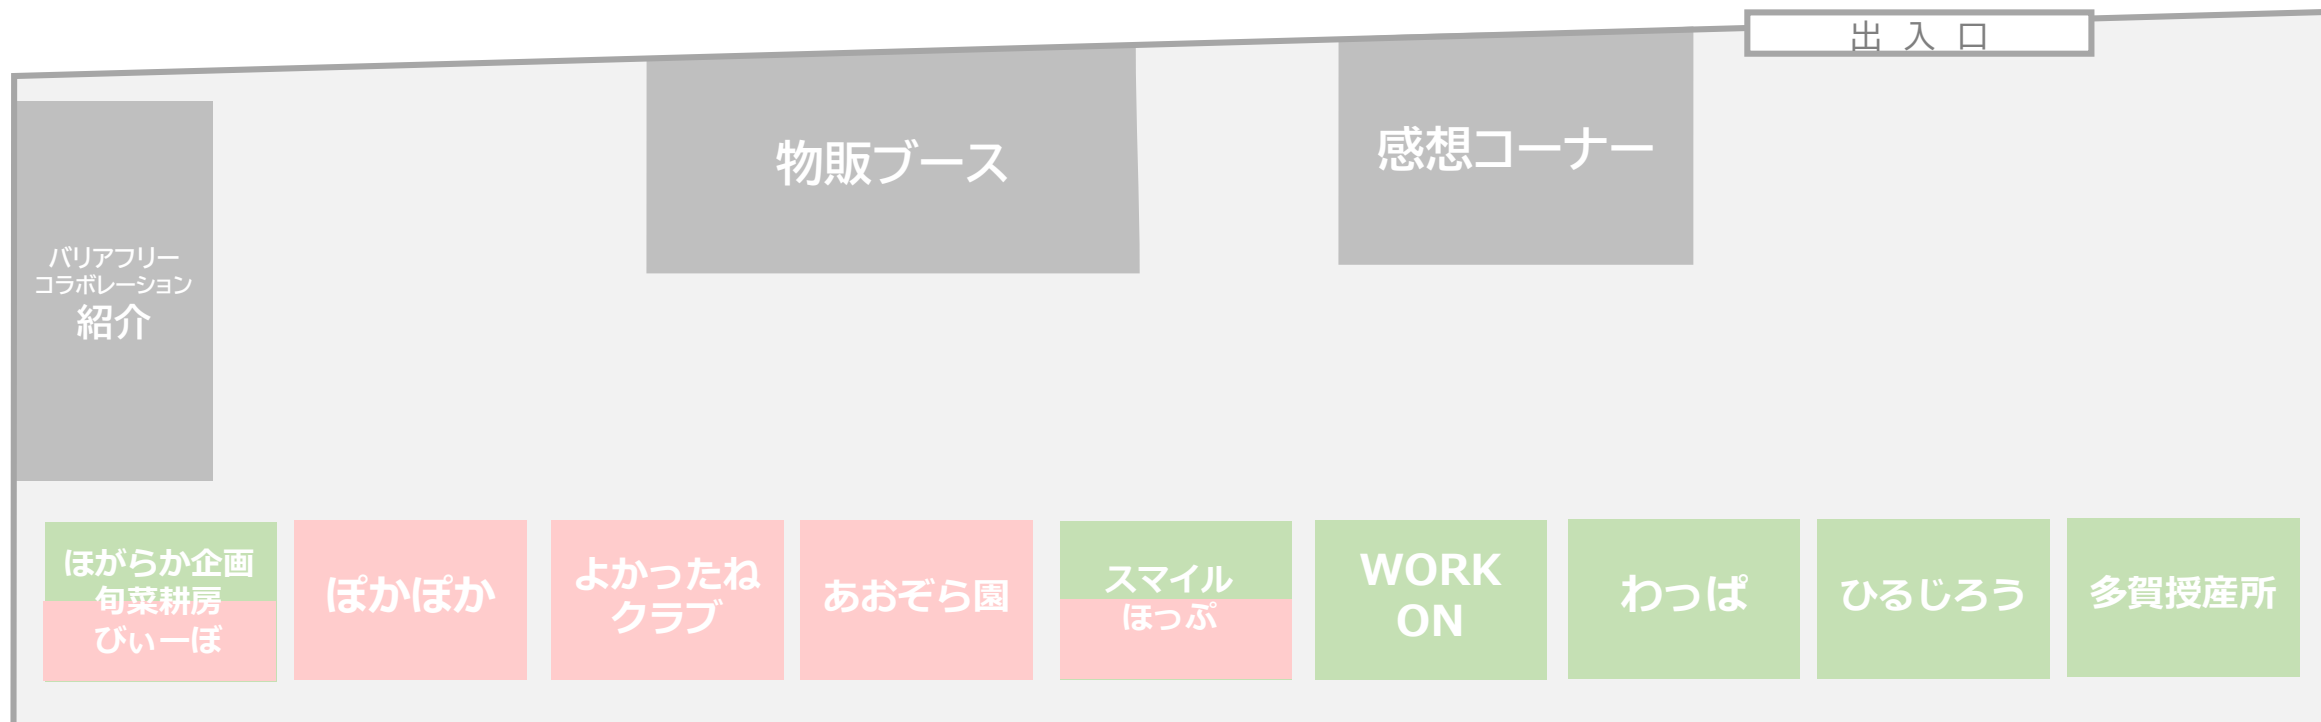 出入口
物販ブース
感想コーナー
バリアフリー
コラボレーション
紹介
ほがらか企画
旬菜耕房
びぃーぼ
ぽかぽか
よかったね
クラブ
あおぞら園
スマイル
ほっぷ
WORK
ON
わっぱ
ひるじろう
多賀授産所